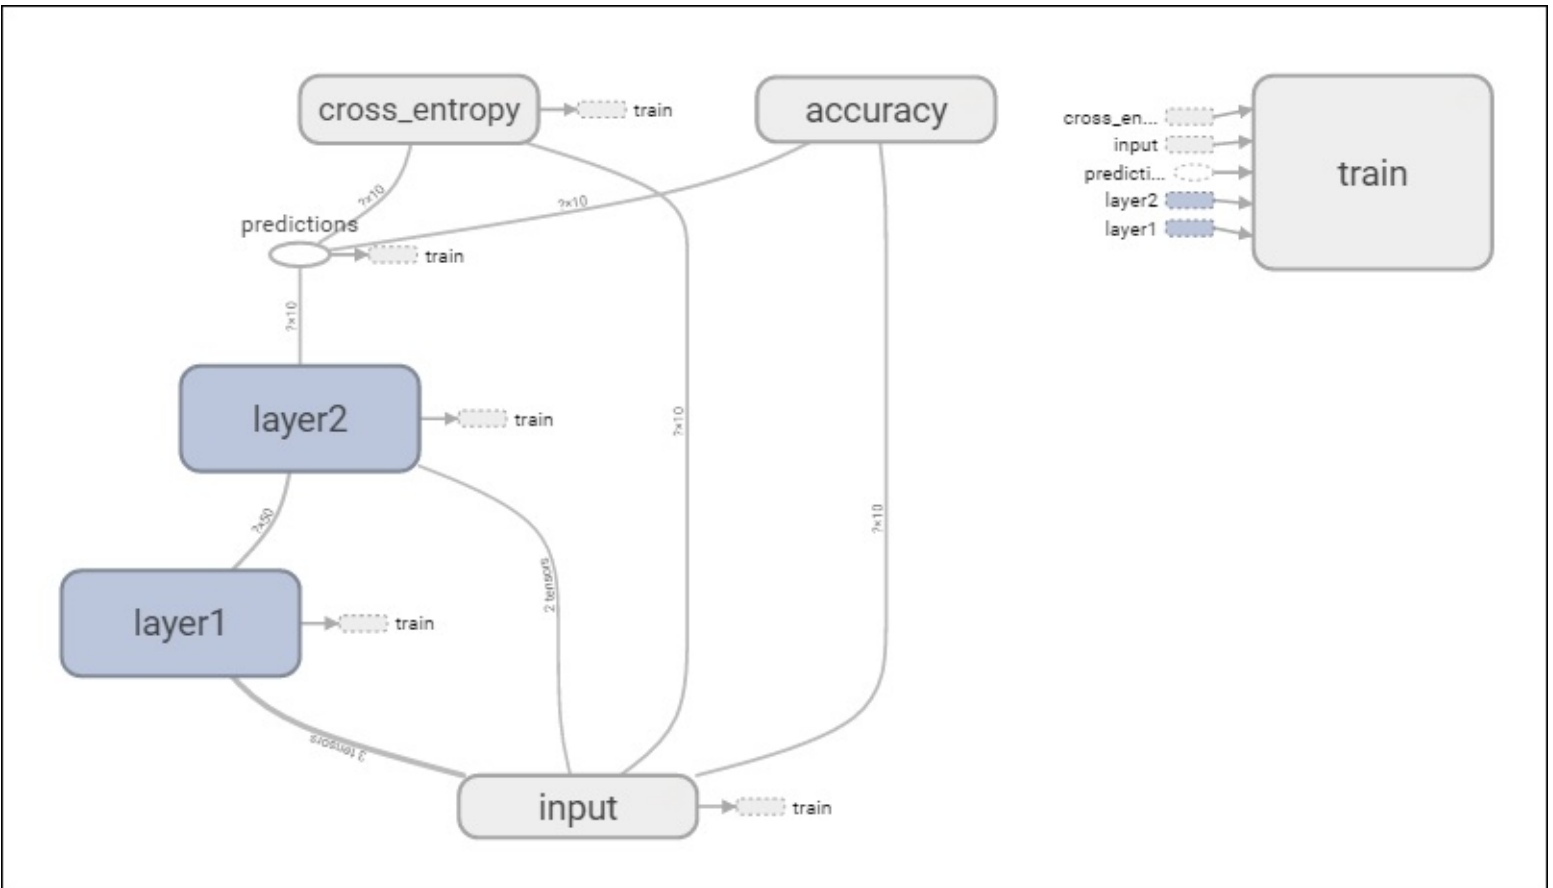 cross_entropy
train
accuracy
cross_en...
input
predicti...
layer2
layer1
train
?×10
?×10
predictions
train
?×10
layer2
train
?×10
?×50
?×10
2 tensors
layer1
train
3 tensors
input
train